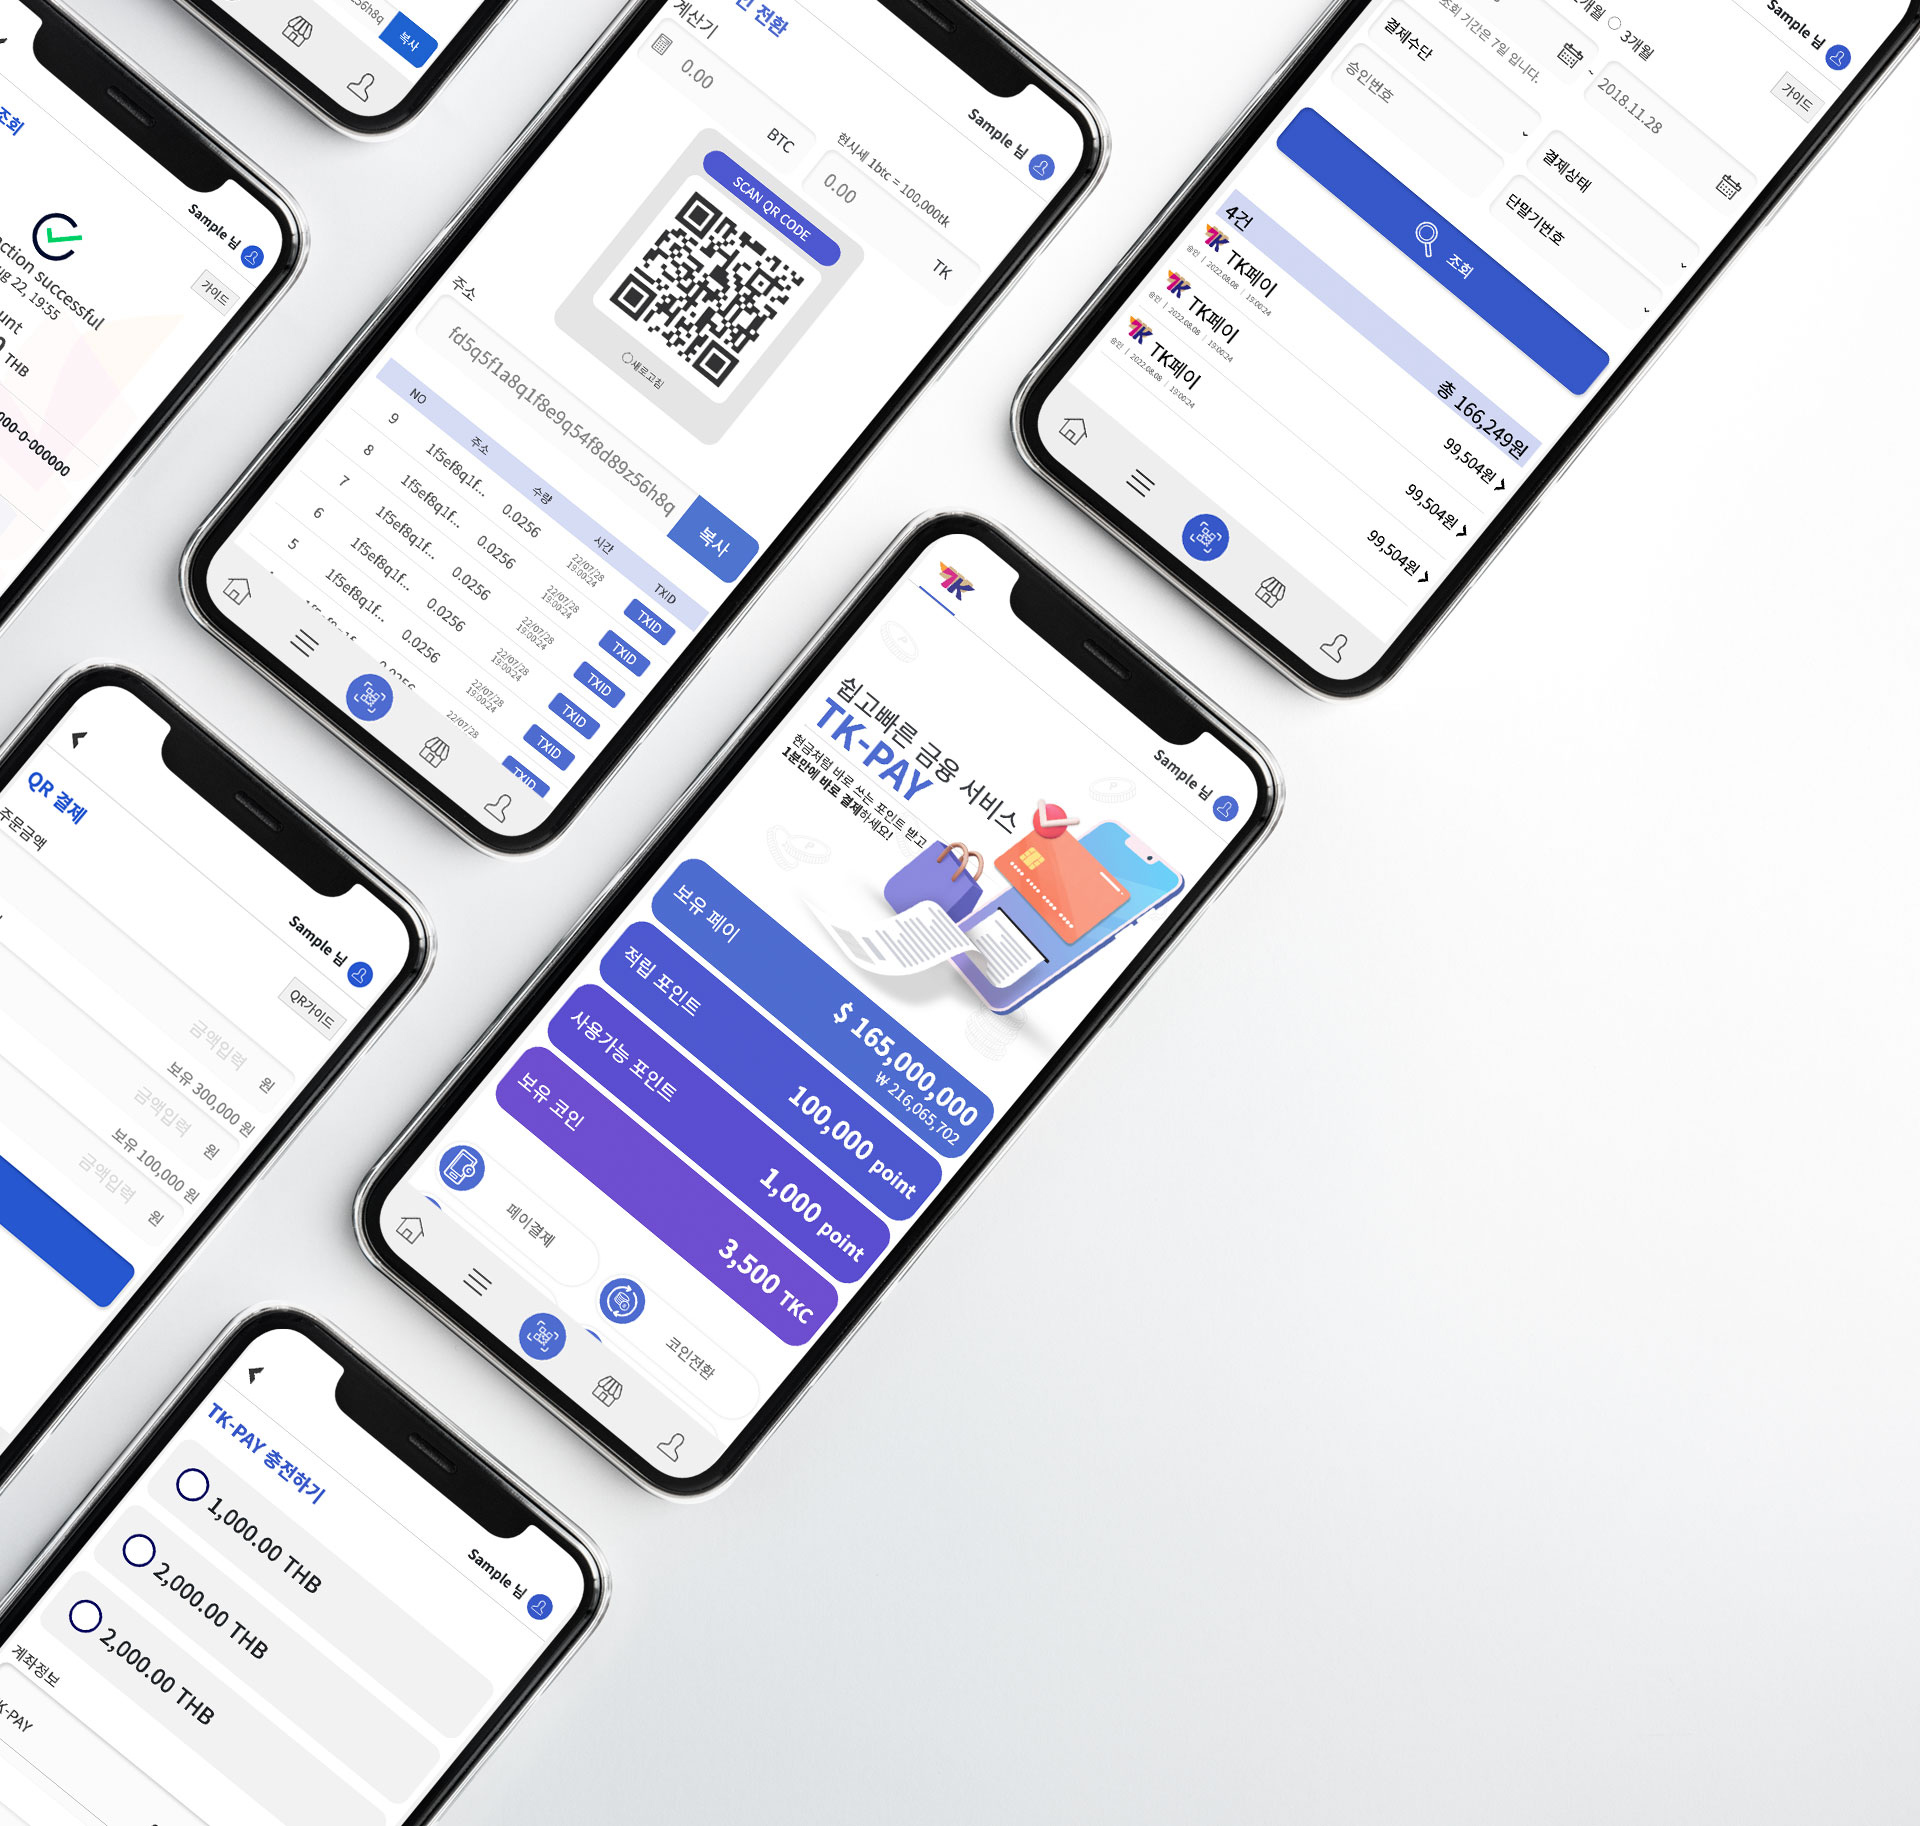 56h8q
복사
조회
Sample 님
가이드
ction successful
ug 22, 19:55
unt
THB
000-0-000000
전환
계산기
0.00
BTC
현시세 1btc = 100,000tk
0.00
TK
Sample 님
SCAN QR CODE
새로고침
주소
fd5q5f1a8q1f8e9q54f8d89z56h8q
복사
NO 주소 수량 시간 TXID
9 1f5ef8q1f... 0.0256 22/07/28 19:00:24 TXID
8 1f5ef8q1f... 0.0256 22/07/28 19:00:24 TXID
7 1f5ef8q1f... 0.0256 22/07/28 19:00:24 TXID
6 1f5ef8q1f... 0.0256 22/07/28 19:00:24 TXID
5 1f5ef8q1f... 0.0256 22/07/28 19:00:24 TXID
0.0256 22/07/28 TXID
개월 3개월
조회 기간은 7일 입니다.
~
2018.11.28
Sample 님
가이드
결제수단
승인번호
결제상태
단말기번호
조회
4건
총 166,249원
TK TK페이
승인 | 2022.08.08 | 19:00:24
99,504원
TK TK페이
승인 | 2022.08.08 | 19:00:24
99,504원
TK TK페이
승인 | 2022.08.08 | 19:00:24
99,504원
TK
Sample 님
쉽고빠른 금융 서비스
TK-PAY
현금처럼 바로 쓰는 포인트 받고
1분만에 바로 결제하세요!
보유 페이
$ 165,000,000
₩ 216,065,702
적립 포인트
100,000 point
사용가능 포인트
1,000 point
보유 코인
3,500 TKC
페이결제
코인전환
QR 결제
주문금액
Sample 님
QR가이드
금액입력 원
보유 300,000 원
금액입력 원
보유 100,000 원
금액입력 원
TK-PAY 충전하기
Sample 님
1,000.00 THB
2,000.00 THB
2,000.00 THB
계좌정보
K-PAY